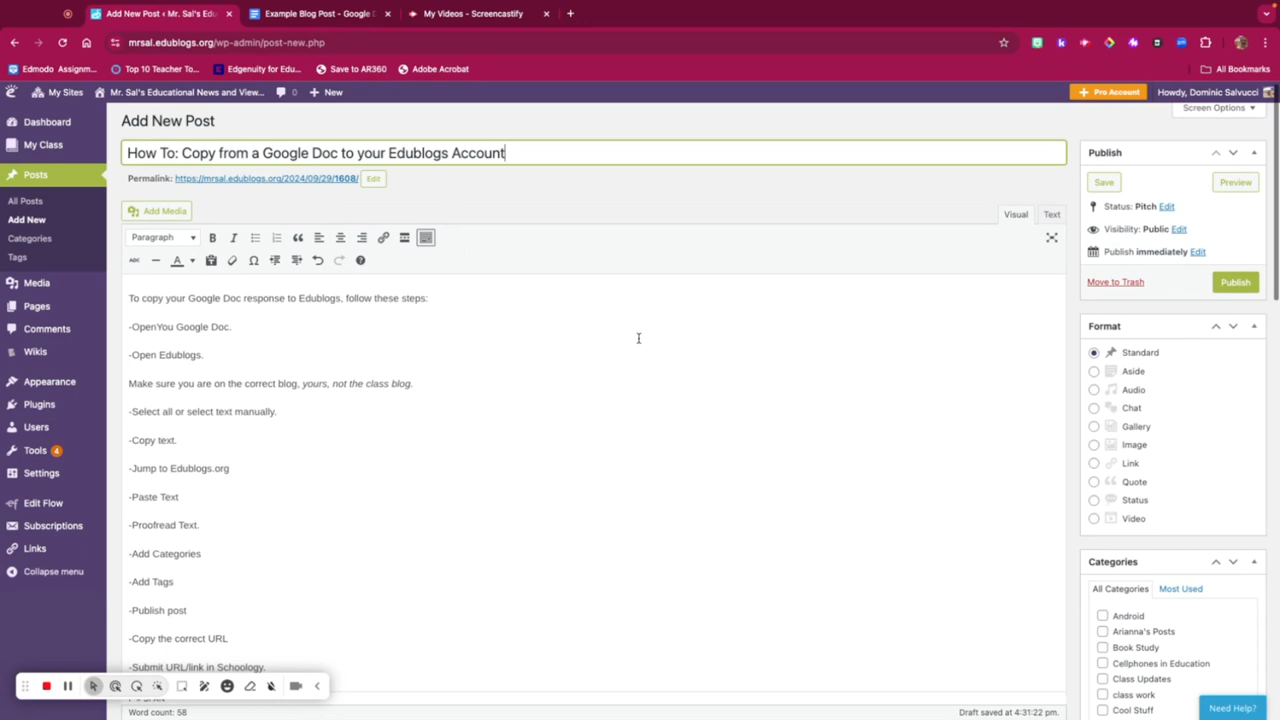 Add New Post ‹ Mr. Sal's Edub
Example Blog Post - Google D
My Videos - Screencastify
mrsal.edublogs.org/wp-admin/post-new.php
Edmodo Assignm...
Top 10 Teacher To...
Edgenuity for Edu...
Save to AR360
Adobe Acrobat
All Bookmarks
My Sites
Mr. Sal's Educational News and View...
0
New
Pro Account
Howdy, Dominic Salvucci
Screen Options
Dashboard
My Class
Posts
All Posts
Add New
Categories
Tags
Media
Pages
Comments
Wikis
Appearance
Plugins
Users
Tools 4
Settings
Edit Flow
Subscriptions
Links
Collapse menu
Add New Post
How To: Copy from a Google Doc to your Edublogs Account
Permalink: https://mrsal.edublogs.org/2024/09/29/1608/ Edit
Add Media
Visual
Text
Paragraph
To copy your Google Doc response to Edublogs, follow these steps:
-OpenYou Google Doc.
-Open Edublogs.
Make sure you are on the correct blog, yours, not the class blog.
-Select all or select text manually.
-Copy text.
-Jump to Edublogs.org
-Paste Text
-Proofread Text.
-Add Categories
-Add Tags
-Publish post
-Copy the correct URL
-Submit URL/link in Schoology.
Word count: 58
Draft saved at 4:31:22 pm.
Publish
Save
Preview
Status: Pitch Edit
Visibility: Public Edit
Publish immediately Edit
Move to Trash
Publish
Format
Standard
Aside
Audio
Chat
Gallery
Image
Link
Quote
Status
Video
Categories
All Categories
Most Used
Android
Arianna's Posts
Book Study
Cellphones in Education
Class Updates
class work
Cool Stuff
Need Help?